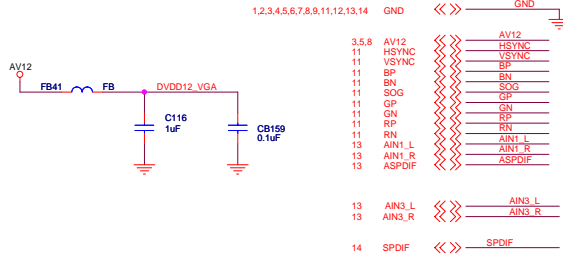 1,2,3,4,5,6,7,8,9,11,12,13,14 GND GND
3,5,8 AV12 AV12
11 HSYNC HSYNC
11 VSYNC VSYNC
11 BP BP
11 BN BN
11 SOG SOG
11 GP GP
11 GN GN
11 RP RP
11 RN RN
13 AIN1_L AIN1_L
13 AIN1_R AIN1_R
13 ASPDIF ASPDIF
13 AIN3_L AIN3_L
13 AIN3_R AIN3_R
14 SPDIF SPDIF
AV12
FB41 FB DVDD12_VGA
C116
1uF
CB159
0.1uF